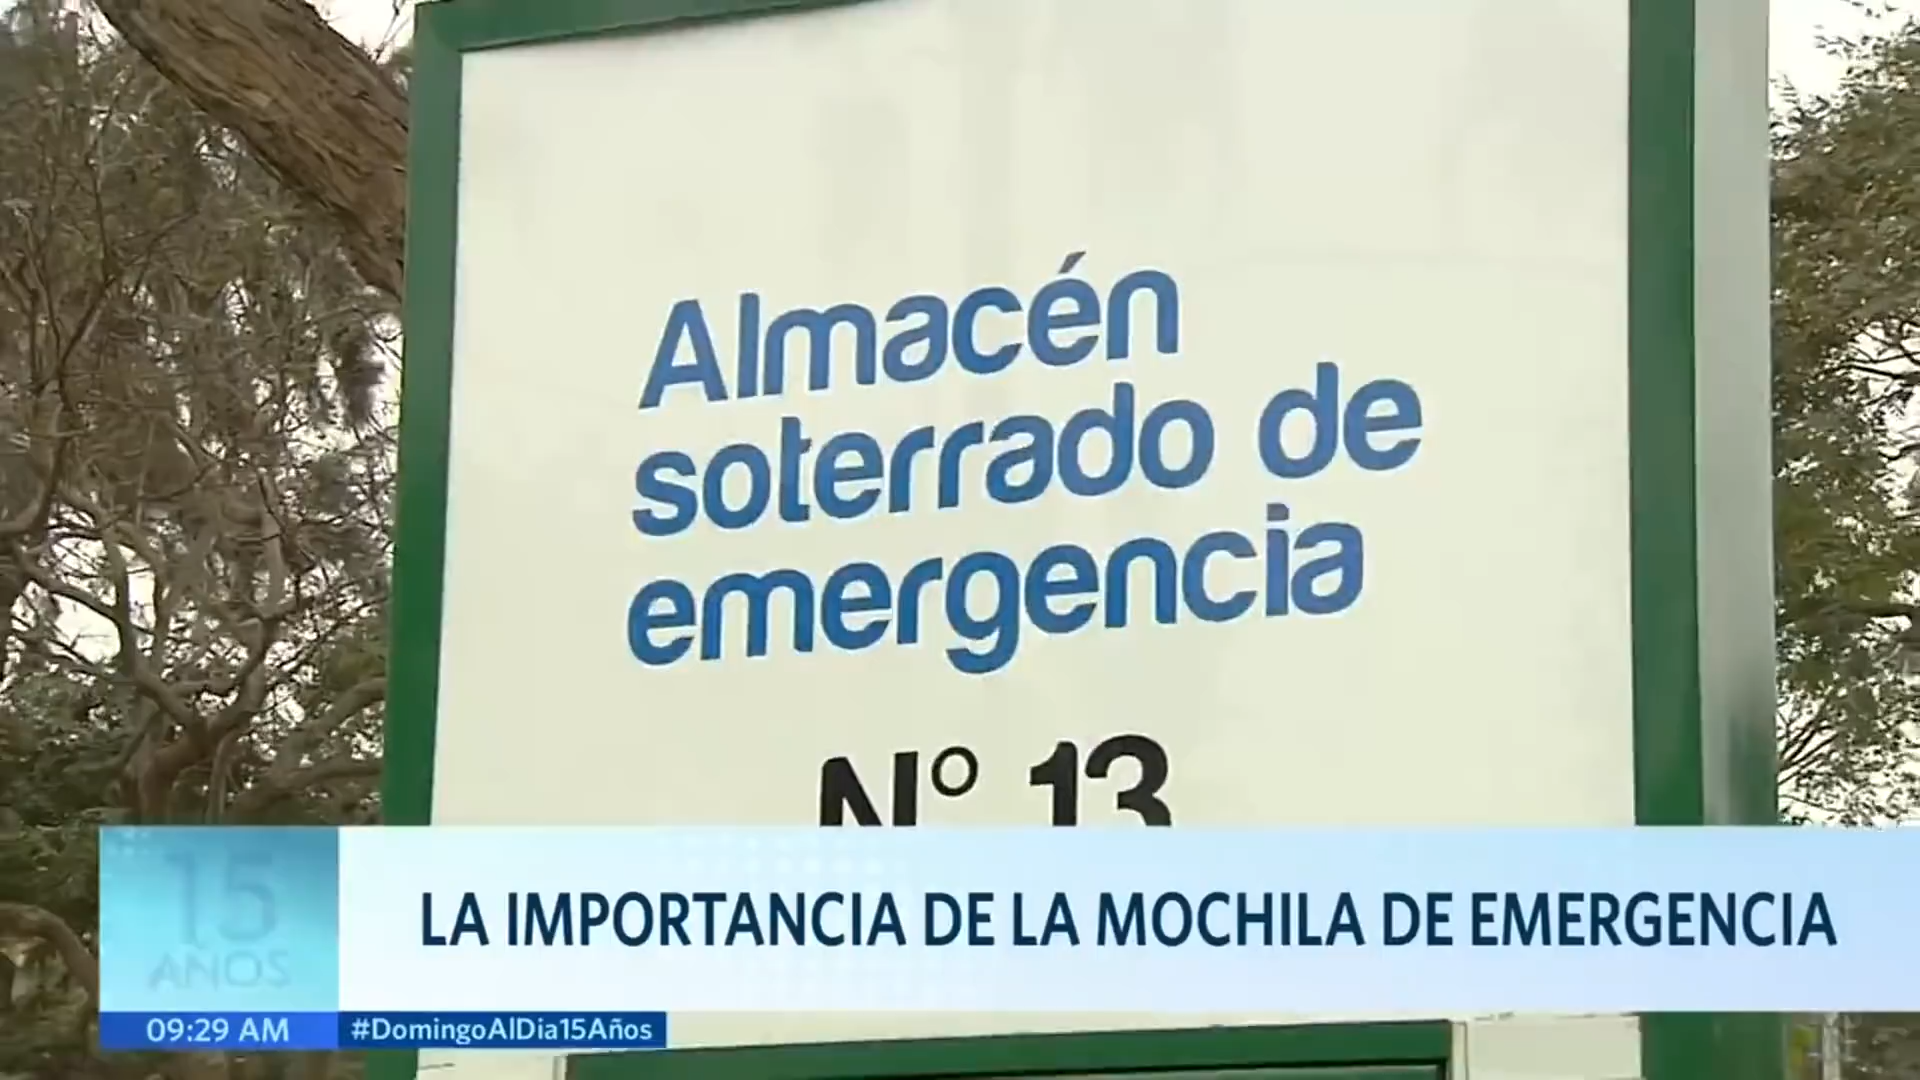 Almacén
soterrado de
emergencia
N° 13
15
AÑOS
LA IMPORTANCIA DE LA MOCHILA DE EMERGENCIA
09:29 AM
#DomingoAlDia15Años